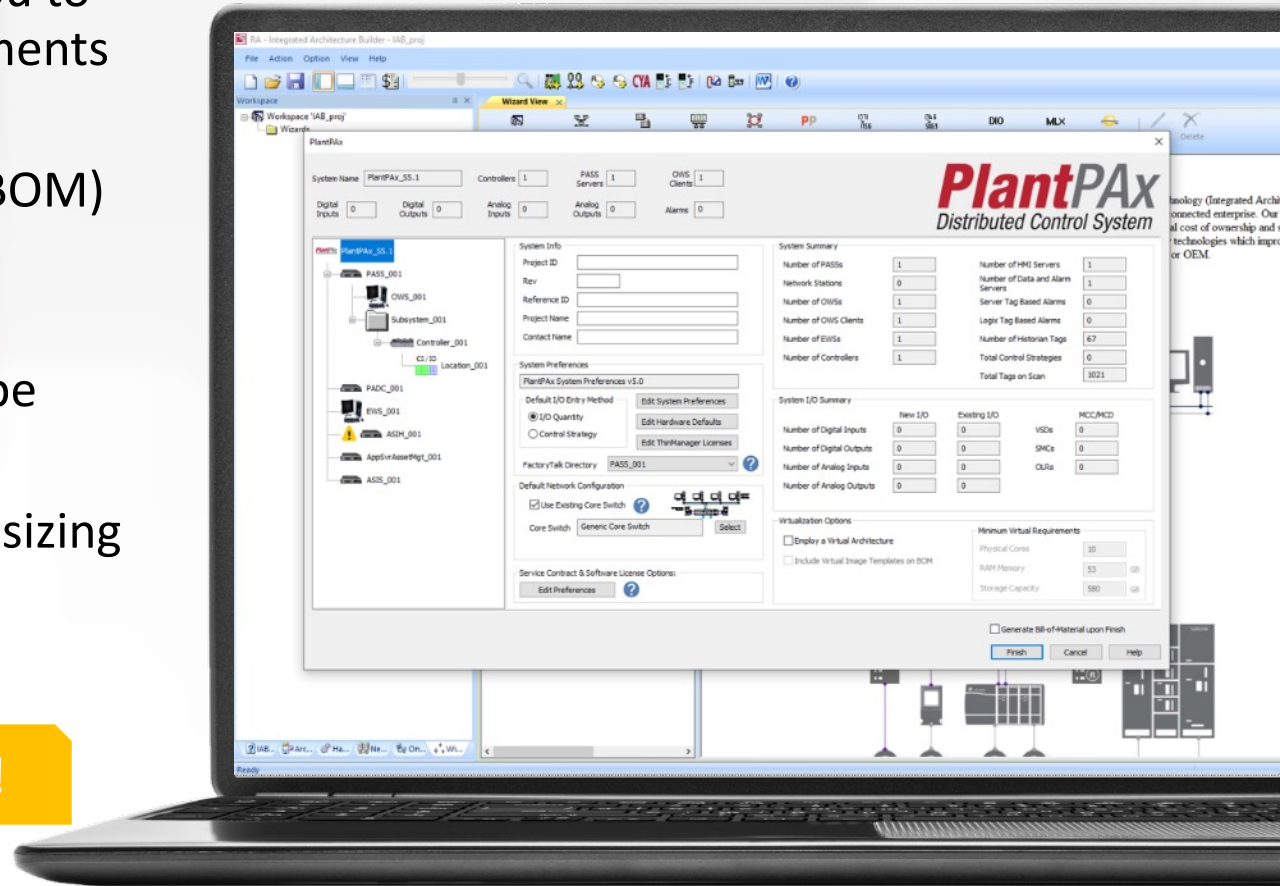 ments
BOM)
sizing
!
RA - Integrated Architecture Builder - IAB_proj
File Action Option View Help
CYA
Workspace
Wizard View
Workspace 'IAB_proj'
Wizards
PP DIO MLX
Delete
PlantPAx
System Name PlantPAx_S5.1 Controllers 1 PASS Servers 1 OWS Clients 1
Digital Inputs 0 Digital Outputs 0 Analog Inputs 0 Analog Outputs 0 Alarms 0
PlantPAx
Distributed Control System
PlantPAx_S5.1
PASS_001
OWS_001
Subsystem_001
Controller_001
CS/IO
Location_001
PADC_001
EWS_001
ASIH_001
AppSvrAssetMgt_001
ASIS_001
System Info
Project ID
Rev
Reference ID
Project Name
Contact Name
System Preferences
PlantPAx System Preferences v5.0
Default I/O Entry Method
I/O Quantity
Control Strategy
Edit System Preferences
Edit Hardware Defaults
Edit ThinManager Licenses
FactoryTalk Directory PASS_001
Default Network Configuration
Use Existing Core Switch
Core Switch Generic Core Switch Select
Service Contract & Software License Options:
Edit Preferences
System Summary
Number of PASSs 1
Network Stations 0
Number of OWSs 1
Number of OWS Clients 1
Number of EWSs 1
Number of Controllers 1
Number of HMI Servers 1
Number of Data and Alarm Servers 1
Server Tag Based Alarms 0
Logix Tag Based Alarms 0
Number of Historian Tags 67
Total Control Strategies 0
Total Tags on Scan 1021
System I/O Summary
New I/O Existing I/O MCC/MCD
Number of Digital Inputs 0 0 VSDs 0
Number of Digital Outputs 0 0 SMCs 0
Number of Analog Inputs 0 0 OLRs 0
Number of Analog Outputs 0 0
Virtualization Options
Employ a Virtual Architecture
Include Virtual Image Templates on BOM
Minimum Virtual Requirements
Physical Cores 10
RAM Memory 53 GB
Storage Capacity 580 GB
Generate Bill-of-Material upon Finish
Finish Cancel Help
hnology (Integrated Archi
onnected enterprise. Our
al cost of ownership and
technologies which impro
or OEM.
IAB... Arc... Ha... Ne... On... Wi...
Ready